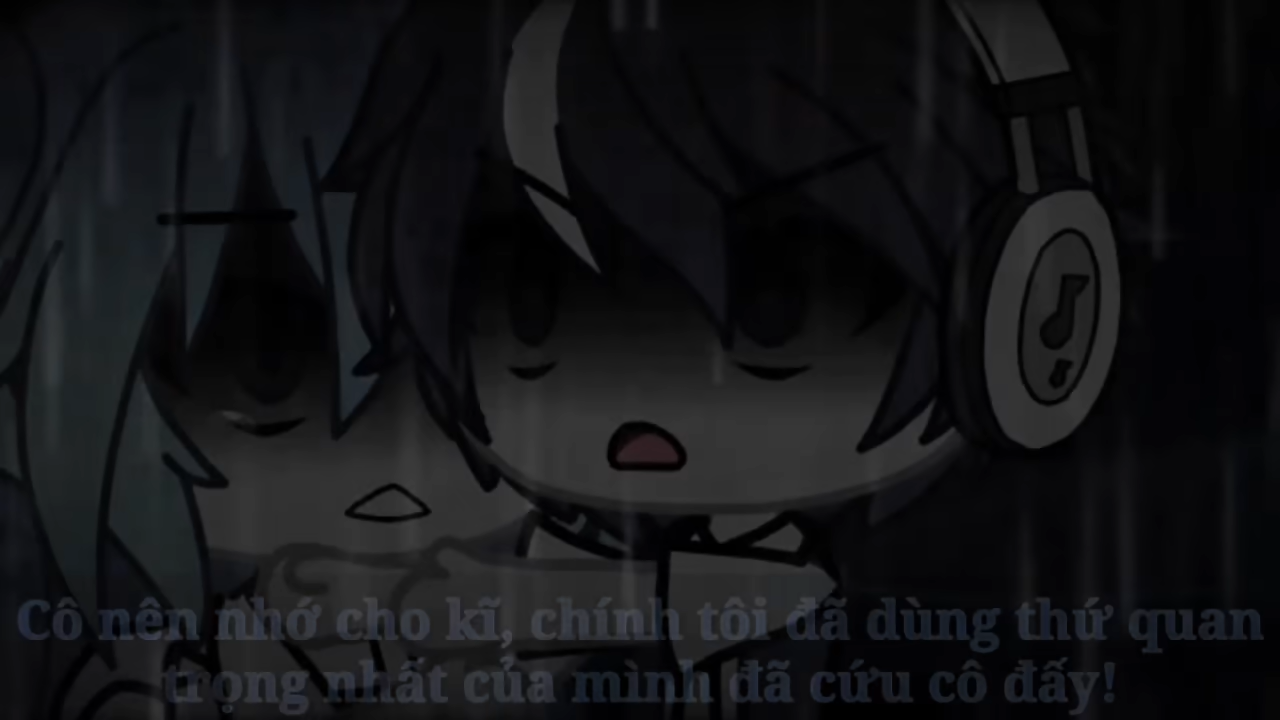 Cô nên nhớ cho kĩ, chính tôi đã dùng thứ quan
trọng nhất của mình đã cứu cô đấy!